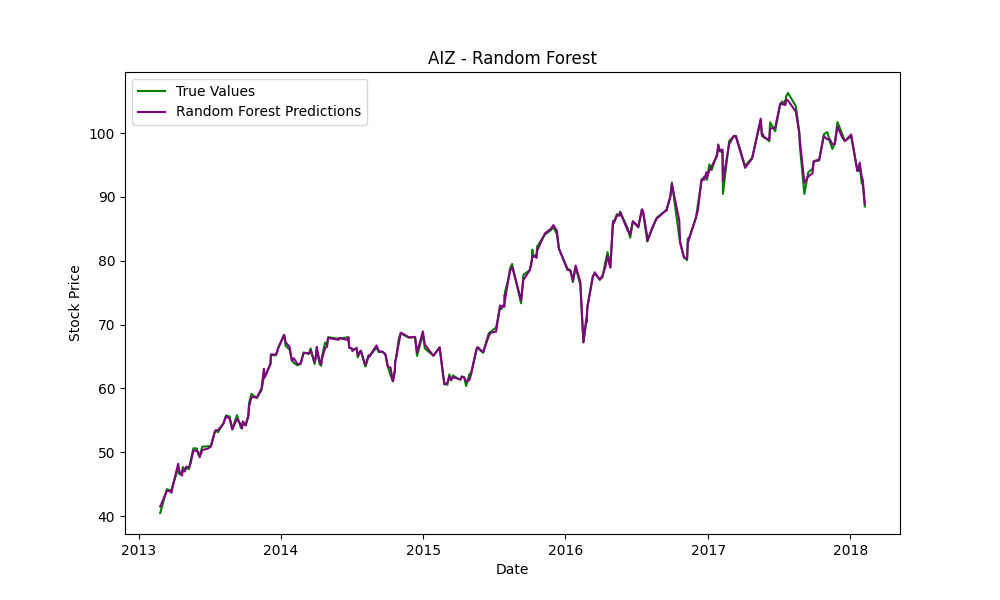 AIZ - Random Forest
True Values
Random Forest Predictions
100
90
80
70
60
50
40
Stock Price
2013 2014 2015 2016 2017 2018
Date